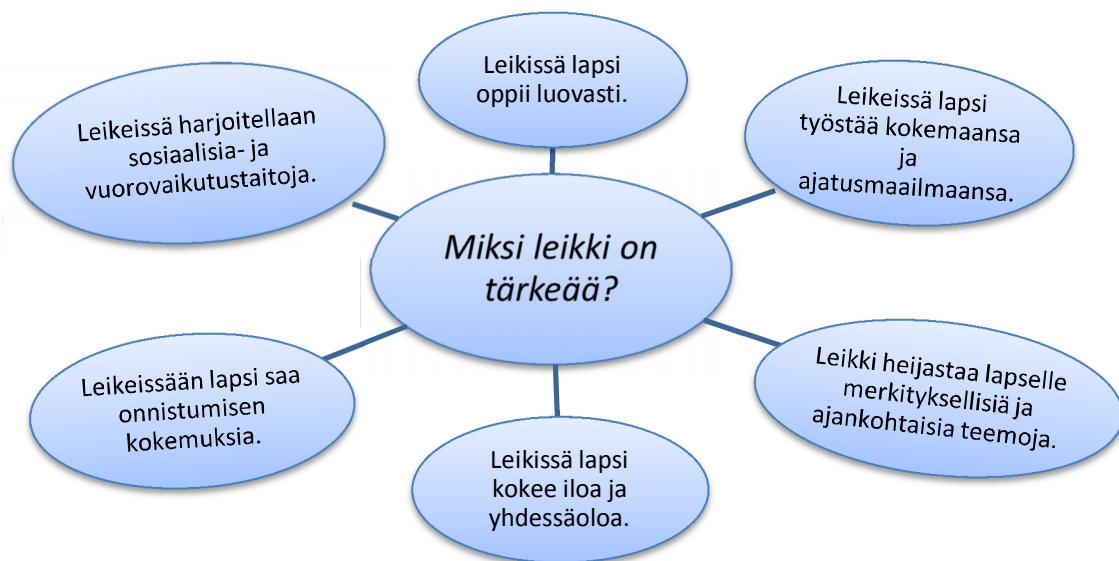 Leikissä lapsi
oppii luovasti.
Leikeissä harjoitellaan
sosiaalisia- ja
vuorovaikutustaitoja.
Leikeissä lapsi
työstää kokemaansa
ja
ajatusmaailmaansa.
Miksi leikki on
tärkeää?
Leikeissään lapsi saa
onnistumisen
kokemuksia.
Leikki heijastaa lapselle
merkityksellisiä ja
ajankohtaisia teemoja.
Leikissä lapsi
kokee iloa ja
yhdessäoloa.